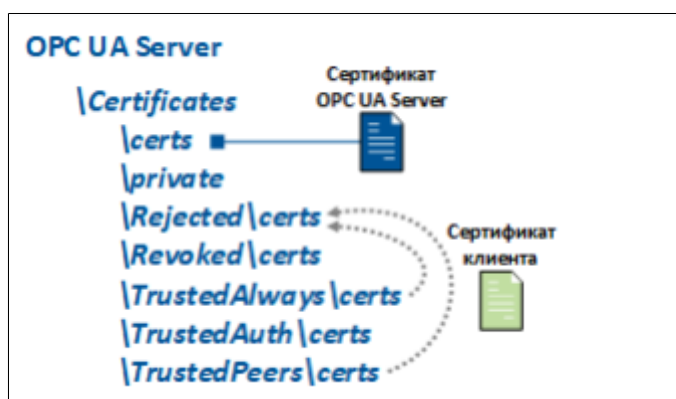 OPC UA Server
Сертификат
OPC UA Server
\Certificates
\certs
\private
\Rejected\certs
Сертификат
клиента
\Revoked\certs
\TrustedAlways\certs
\TrustedAuth\certs
\TrustedPeers\certs